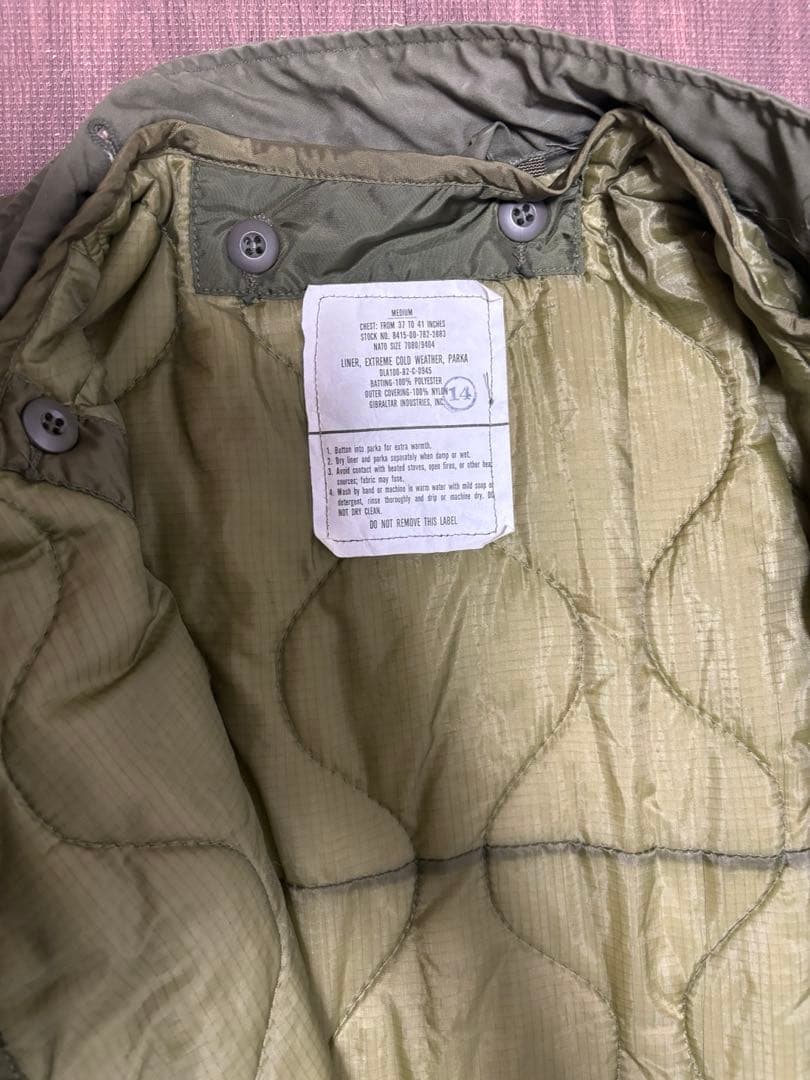 MEDIUM
CHEST: FROM 37 TO 41 INCHES
STOCK NO. 8415-00-782-2883
NATO SIZE 7080/9404
LINER, EXTREME COLD WEATHER, PARKA
DLA100-82-C-0945
BATTING-100% POLYESTER
OUTER COVERING-100% NYLON
GIBRALTAR INDUSTRIES, INC.
14
1. Button into parka for extra warmth.
2. Dry liner and parka separately when damp or wet.
3. Avoid contact with heated stoves, open fires, or other hea
sources; fabric may fuse.
4. Wash by hand or machine in warm water with mild soap o
detergent, rinse thoroughly and drip or machine dry. DO
NOT DRY CLEAN.
DO NOT REMOVE THIS LABEL